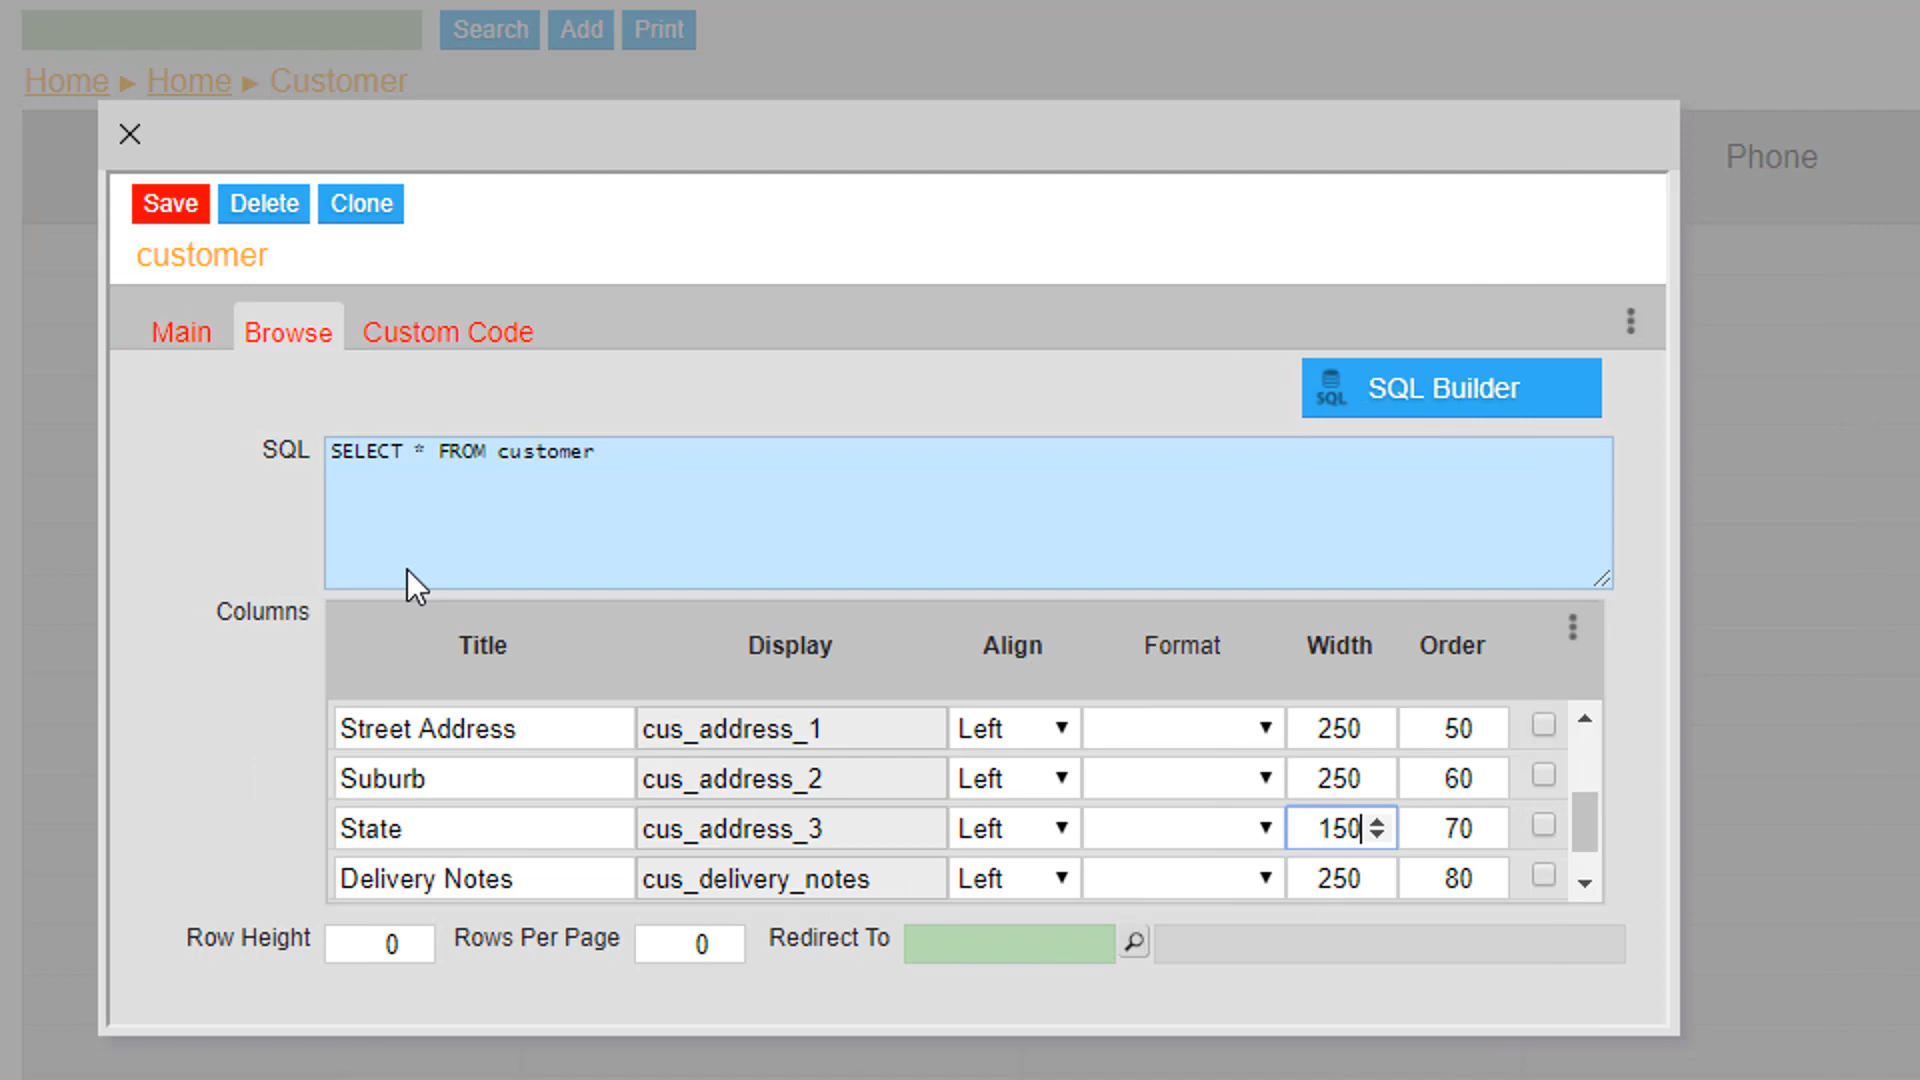 Search Add Print
Home ▸ Home ▸ Customer
Phone
Save Delete Clone
customer
Main Browse Custom Code
SQL SQL Builder
SQL SELECT * FROM customer
Columns
Title Display Align Format Width Order
Street Address cus_address_1 Left 250 50
Suburb cus_address_2 Left 250 60
State cus_address_3 Left 150 70
Delivery Notes cus_delivery_notes Left 250 80
Row Height 0 Rows Per Page 0 Redirect To